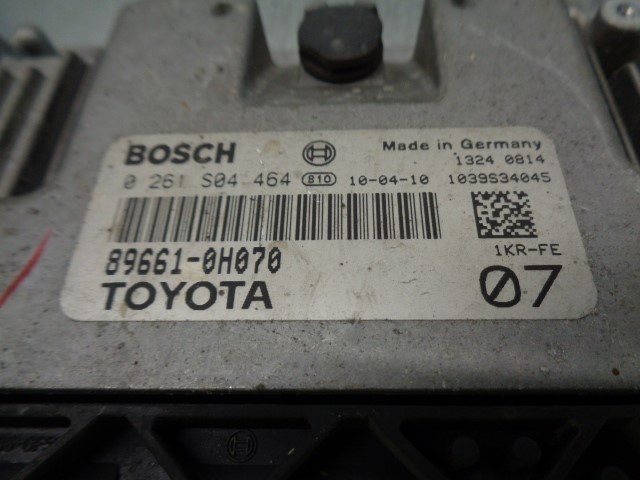 BOSCH Made in Germany
1324 0814
0 261 S04 464 810 10-04-10 1039S34045
89661-0H070 1KR-FE
TOYOTA 07